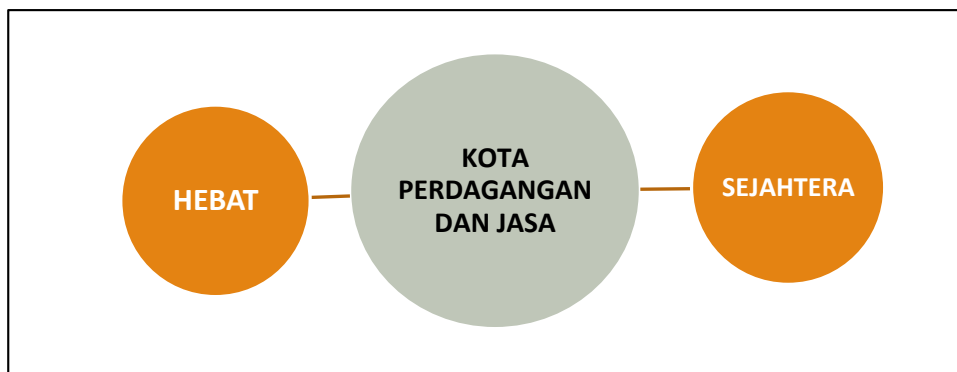 HEBAT
KOTA
PERDAGANGAN
DAN JASA
SEJAHTERA